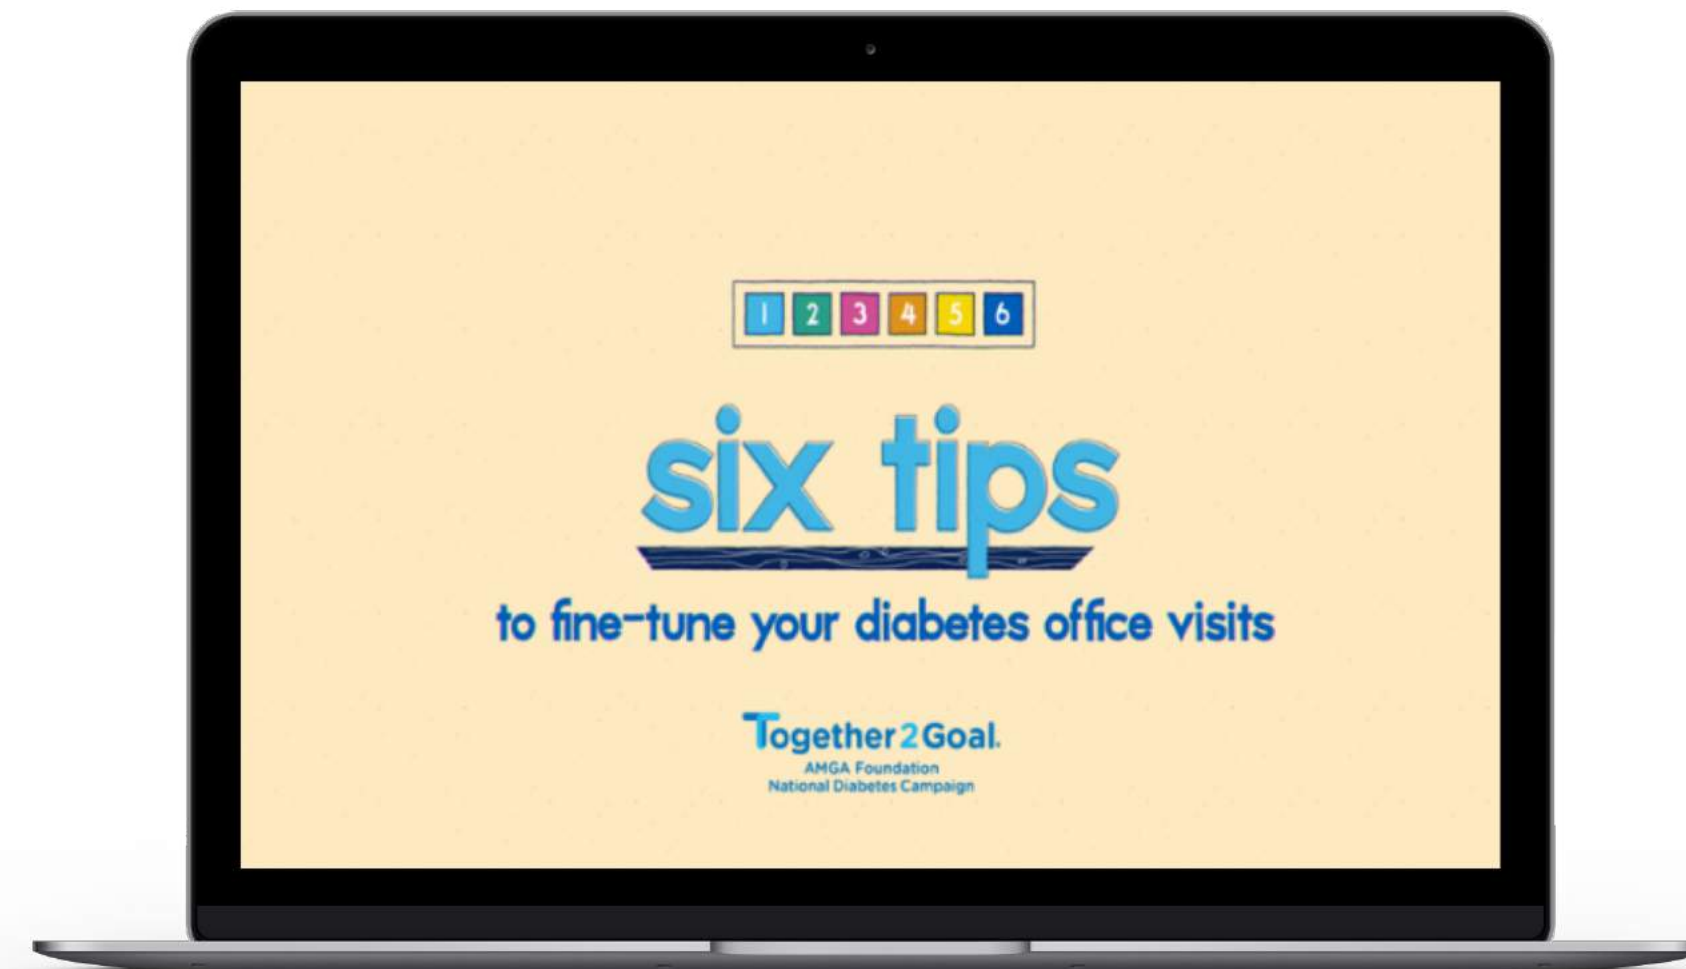 1 2 3 4 5 6
six tips
to fine-tune your diabetes office visits
Together2Goal®
AMGA Foundation
National Diabetes Campaign